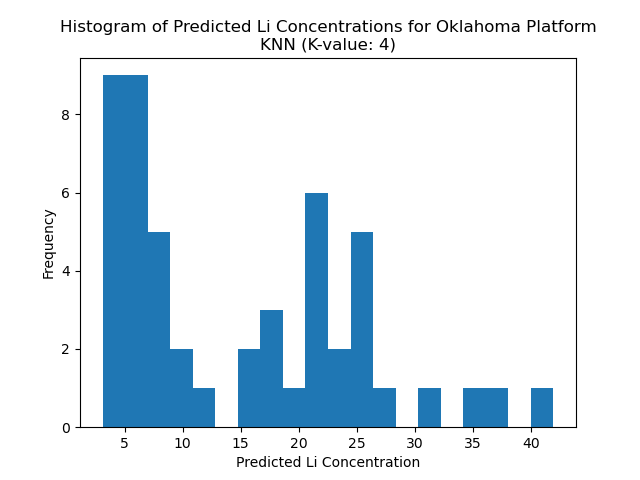 Histogram of Predicted Li Concentrations for Oklahoma Platform
KNN (K-value: 4)
Frequency
8
6
4
2
0
5 10 15 20 25 30 35 40
Predicted Li Concentration